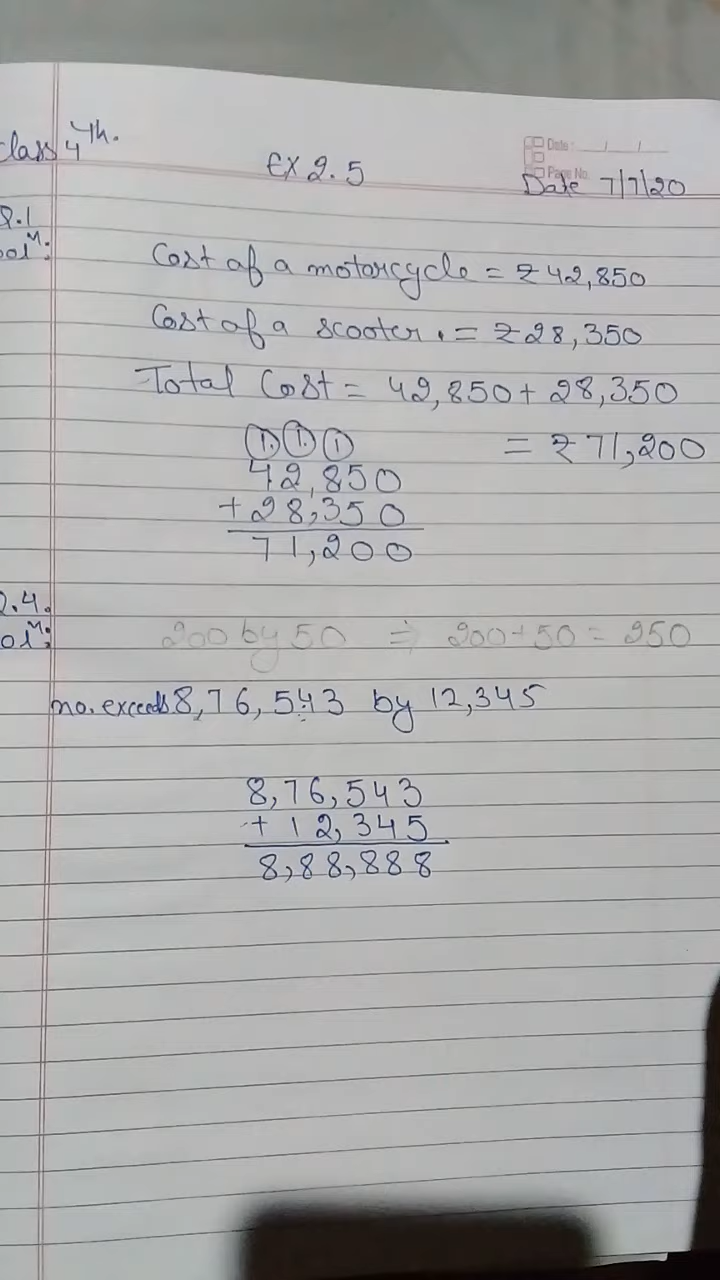 class 4th.
Date : / /
Page No.
Ex 2.5
Date 7/7/20
Q.1
Solⁿ:
Cost of a motorcycle = ₹42,850
Cost of a scooter. = ₹28,350
Total Cost = 42,850 + 28,350
= ₹71,200
1 1 1
42,850
+ 28,350
71,200
Q.4.
Solⁿ:
200 by 50 ⇒ 200+50 = 250
no. exceeds 8,76,543 by 12,345
8,76,543
+ 12,345
8,88,888